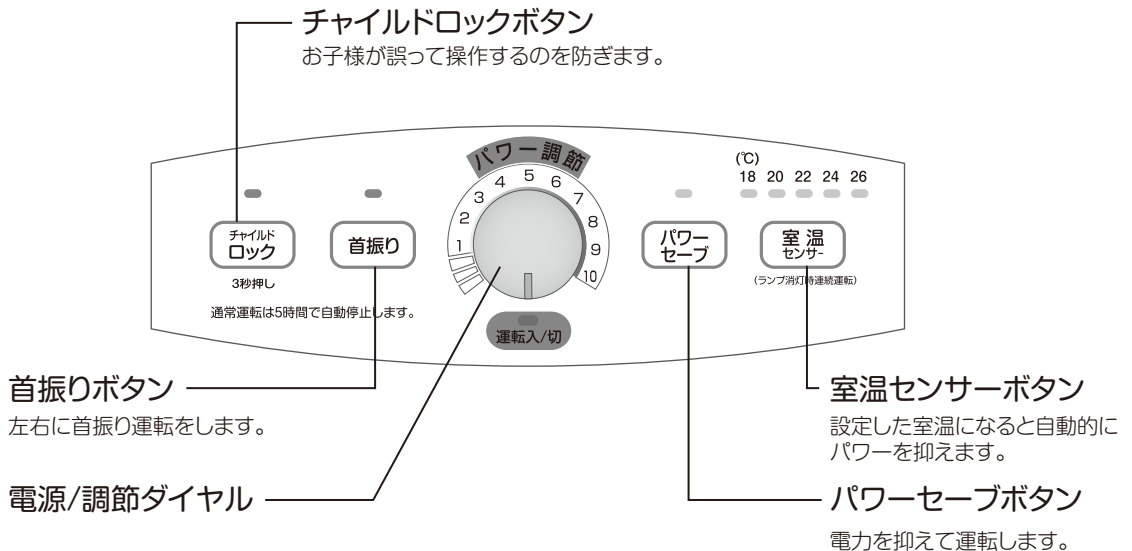 チャイルドロックボタン
お子様が誤って操作するのを防ぎます。
パワー調節
1 2 3 4 5 6 7 8 9 10
(℃)
18 20 22 24 26
チャイルド
ロック
首振り
パワー
セーブ
室温
センサー
3秒押し
(ランプ消灯時連続運転)
通常運転は5時間で自動停止します。
運転入/切
首振りボタン
左右に首振り運転をします。
電源/調節ダイヤル
室温センサーボタン
設定した室温になると自動的に
パワーを抑えます。
パワーセーブボタン
電力を抑えて運転します。